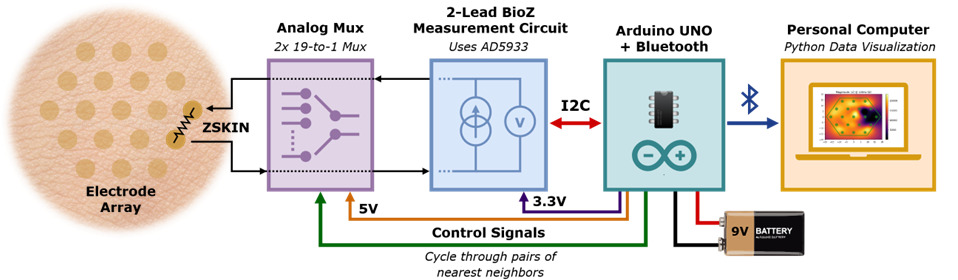 Analog Mux
2x 19-to-1 Mux
2-Lead BioZ
Measurement Circuit
Uses AD5933
Arduino UNO
+ Bluetooth
Personal Computer
Python Data Visualization
ZSKIN
V
I2C
Electrode
Array
5V
3.3V
Control Signals
Cycle through pairs of
nearest neighbors
9V
BATTERY